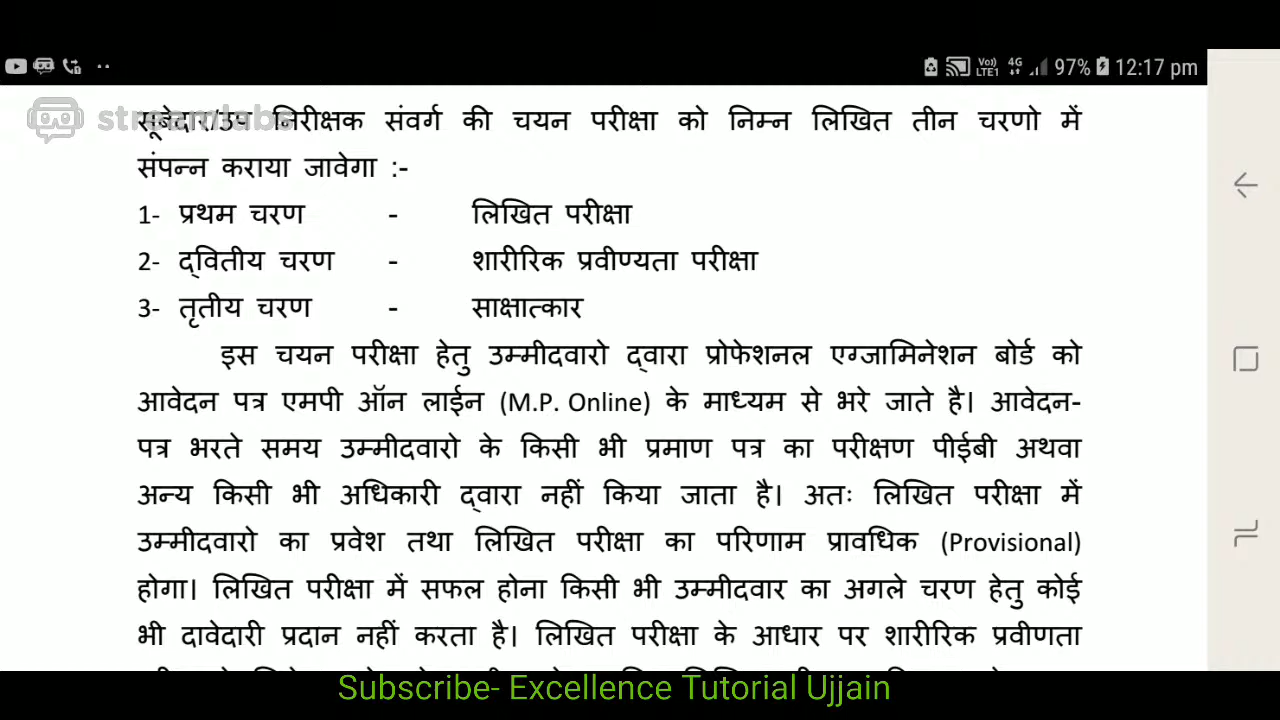 97% 12:17 pm
streamlabs
सूबेदार/उप निरीक्षक संवर्ग की चयन परीक्षा को निम्न लिखित तीन चरणो में
संपन्न कराया जावेगा :-
1- प्रथम चरण - लिखित परीक्षा
2- द्वितीय चरण - शारीरिक प्रवीण्यता परीक्षा
3- तृतीय चरण - साक्षात्कार
इस चयन परीक्षा हेतु उम्मीदवारो द्वारा प्रोफेशनल एग्जामिनेशन बोर्ड को
आवेदन पत्र एमपी ऑन लाईन (M.P. Online) के माध्यम से भरे जाते है। आवेदन-
पत्र भरते समय उम्मीदवारो के किसी भी प्रमाण पत्र का परीक्षण पीईबी अथवा
अन्य किसी भी अधिकारी द्वारा नहीं किया जाता है। अतः लिखित परीक्षा में
उम्मीदवारो का प्रवेश तथा लिखित परीक्षा का परिणाम प्रावधिक (Provisional)
होगा। लिखित परीक्षा में सफल होना किसी भी उम्मीदवार का अगले चरण हेतु कोई
भी दावेदारी प्रदान नहीं करता है। लिखित परीक्षा के आधार पर शारीरिक प्रवीणता
Subscribe- Excellence Tutorial Ujjain